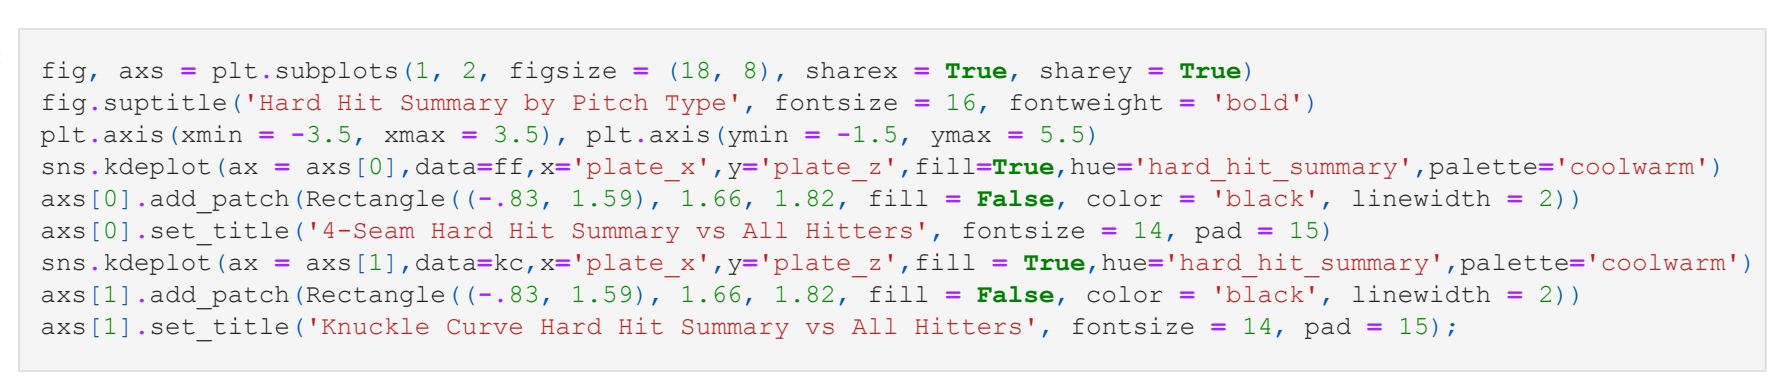 fig, axs = plt.subplots(1, 2, figsize = (18, 8), sharex = True, sharey = True)
fig.suptitle('Hard Hit Summary by Pitch Type', fontsize = 16, fontweight = 'bold')
plt.axis(xmin = -3.5, xmax = 3.5), plt.axis(ymin = -1.5, ymax = 5.5)
sns.kdeplot(ax = axs[0],data=ff,x='plate_x',y='plate_z',fill=True,hue='hard_hit_summary',palette='coolwarm')
axs[0].add_patch(Rectangle((-.83, 1.59), 1.66, 1.82, fill = False, color = 'black', linewidth = 2))
axs[0].set_title('4-Seam Hard Hit Summary vs All Hitters', fontsize = 14, pad = 15)
sns.kdeplot(ax = axs[1],data=kc,x='plate_x',y='plate_z',fill = True,hue='hard_hit_summary',palette='coolwarm')
axs[1].add_patch(Rectangle((-.83, 1.59), 1.66, 1.82, fill = False, color = 'black', linewidth = 2))
axs[1].set_title('Knuckle Curve Hard Hit Summary vs All Hitters', fontsize = 14, pad = 15);